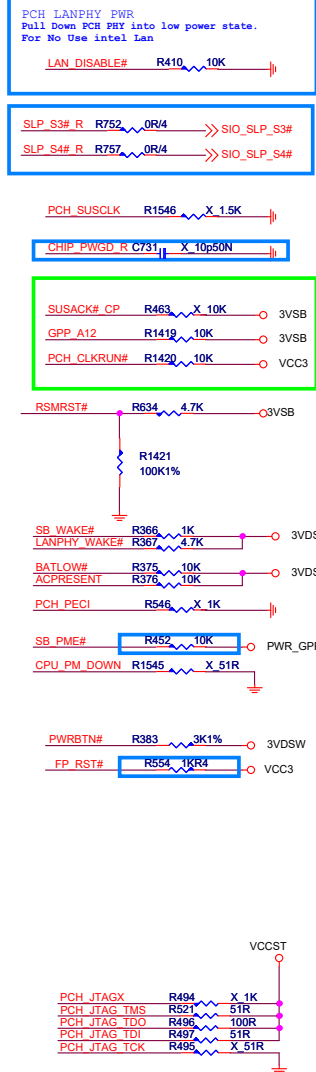 PCH LANPHY PWR
Pull Down PCH PHY into low power state.
For No Use intel Lan
LAN_DISABLE# R410 10K
SLP_S3#_R R752 0R/4 SIO_SLP_S3#
SLP_S4#_R R757 0R/4 SIO_SLP_S4#
PCH_SUSCLK R1546 X_1.5K
CHIP_PWGD_R C731 X_10p50N
SUSACK#_CP R463 X_10K 3VSB
GPP_A12 R1419 10K 3VSB
PCH_CLKRUN# R1420 10K VCC3
RSMRST# R634 4.7K 3VSB
R1421
100K1%
SB_WAKE# R366 1K 3VDS
LANPHY_WAKE# R367 4.7K
BATLOW# R375 10K 3VDS
ACPRESENT R376 10K
PCH_PECI R546 X_1K
SB_PME# R452 10K PWR_GPI
CPU_PM_DOWN R1545 X_51R
PWRBTN# R383 3K1% 3VDSW
FP_RST# R554 1KR4 VCC3
VCCST
PCH_JTAGX R494 X_1K
PCH_JTAG_TMS R521 51R
PCH_JTAG_TDO R496 100R
PCH_JTAG_TDI R497 51R
PCH_JTAG_TCK R495 X_51R